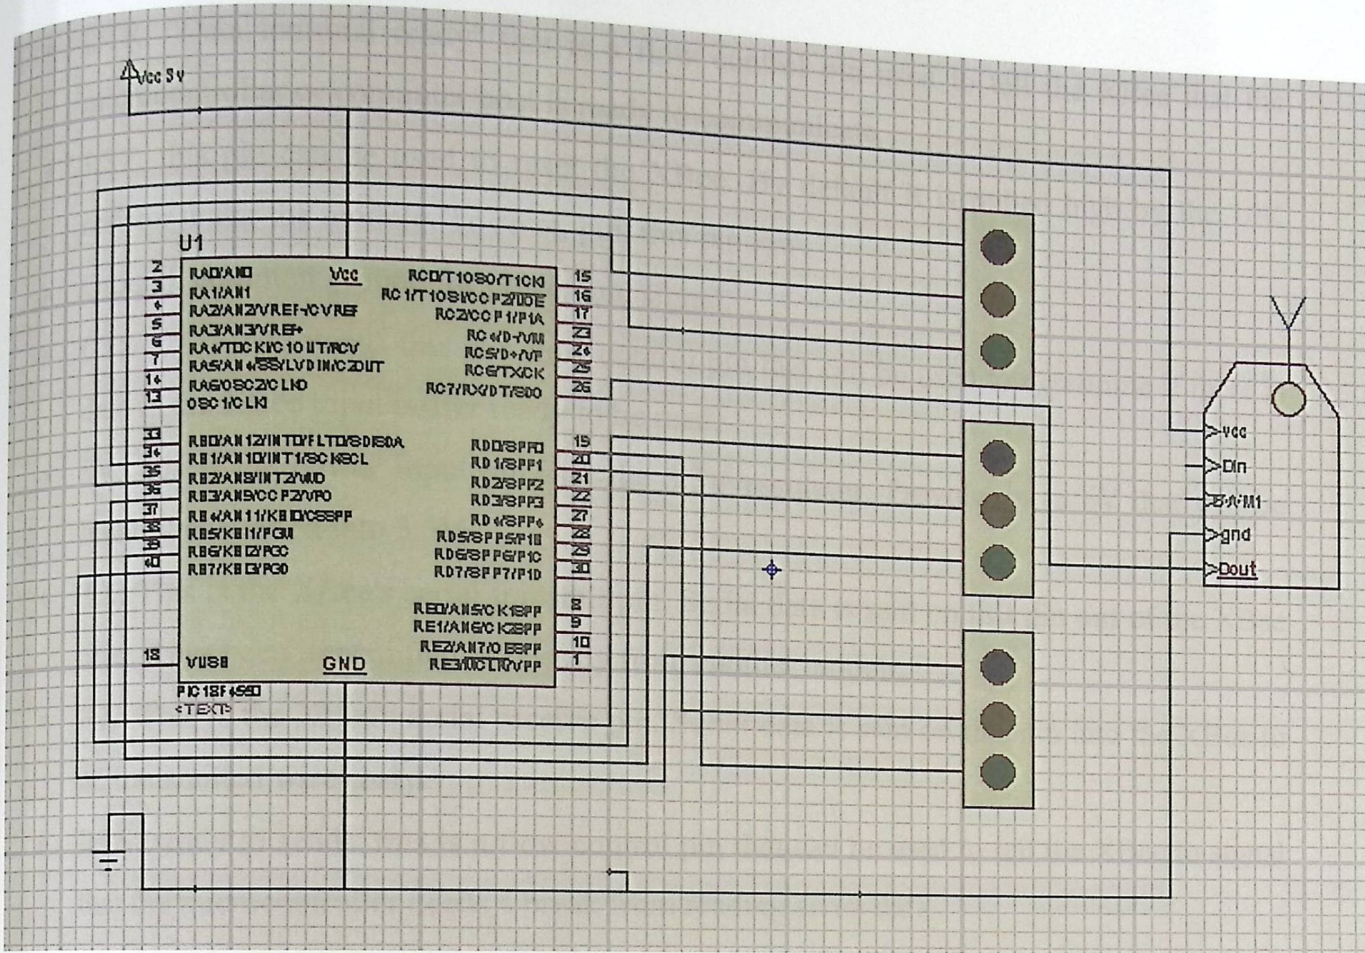 Vcc 5v
U1
2 RA0/AN0
3 RA1/AN1
4 RA2/AN2/VREF-/CVREF
5 RA3/AN3/VREF+
6 RA4/T0CKI/C1OUT/RCV
7 RA5/AN4/SS/LVDIN/C2OUT
14 RA6/OSC2/CLKO
13 OSC1/CLKI
33 RB0/AN12/INT0/FLT0/SDI/SDA
34 RB1/AN10/INT1/SCK/SCL
35 RB2/AN8/INT2/VMO
36 RB3/AN9/CCP2/VPO
37 RB4/AN11/KBI0/CSSPP
38 RB5/KBI1/PGM
39 RB6/KBI2/PGC
40 RB7/KBI3/PGD
18 VUSB
Vcc
GND
RC0/T1OSO/T1CKI 15
RC1/T1OSI/CCP2/UOE 16
RC2/CCP1/P1A 17
RC4/D-/VM 23
RC5/D+/VP 24
RC6/TX/CK 25
RC7/RX/DT/SDO 26
RD0/SPP0 19
RD1/SPP1 20
RD2/SPP2 21
RD3/SPP3 22
RD4/SPP4 27
RD5/SPP5/P1B 28
RD6/SPP6/P1C 29
RD7/SPP7/P1D 30
RE0/AN5/CK1SPP 8
RE1/AN6/CK2SPP 9
RE2/AN7/OESPP 10
RE3/MCLR/VPP 1
PIC18F4550
<TEXT>
vcc
Din
gnd
Dout